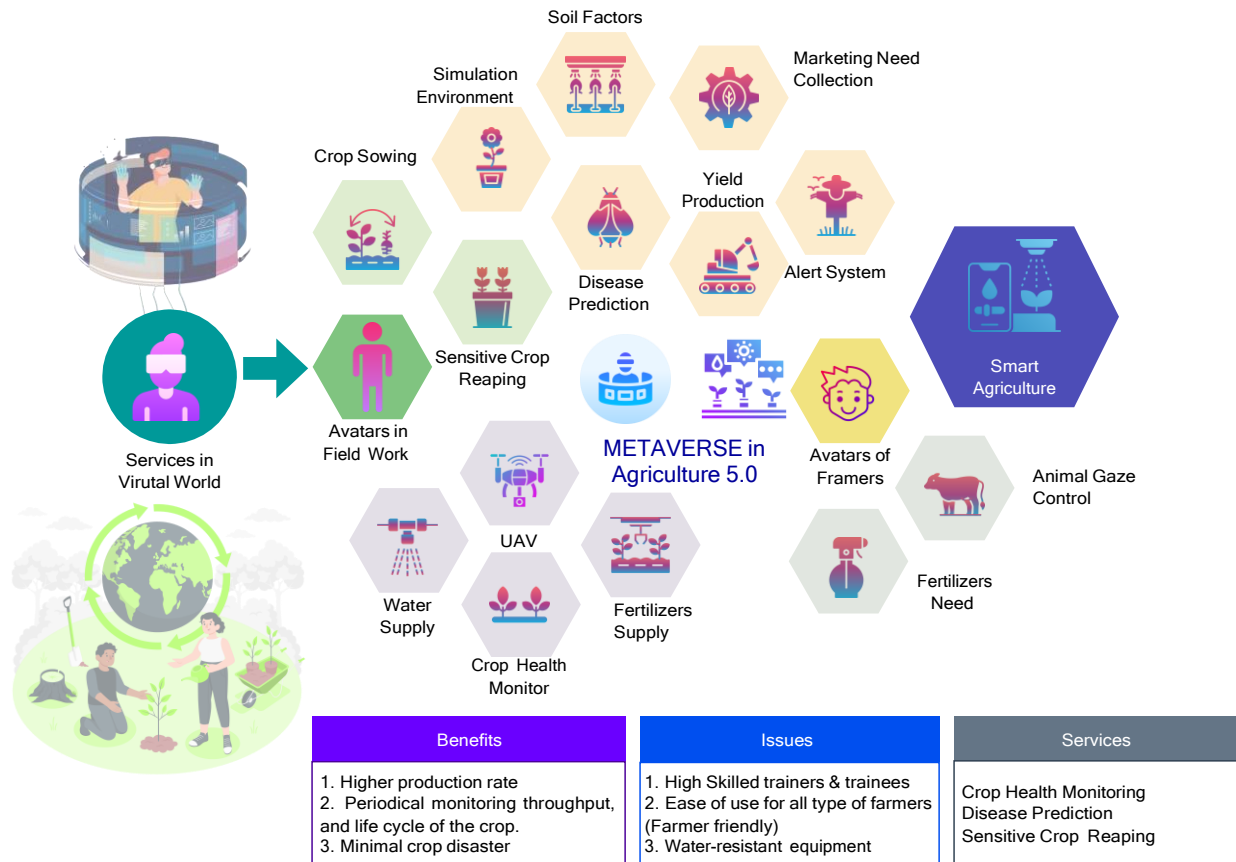 Soil Factors
Marketing Need
Collection
Simulation
Environment
Crop Sowing
Yield
Production
Disease
Prediction
Alert System
Sensitive Crop
Reaping
Smart
Agriculture
Avatars in
Field Work
METAVERSE in
Agriculture 5.0
Avatars of
Framers
Services in
Virutal World
Animal Gaze
Control
UAV
Water
Supply
Fertilizers
Supply
Fertilizers
Need
Crop Health
Monitor
Benefits
1. Higher production rate
2. Periodical monitoring throughput,
and life cycle of the crop.
3. Minimal crop disaster
Issues
1. High Skilled trainers & trainees
2. Ease of use for all type of farmers
(Farmer friendly)
3. Water-resistant equipment
Services
Crop Health Monitoring
Disease Prediction
Sensitive Crop Reaping